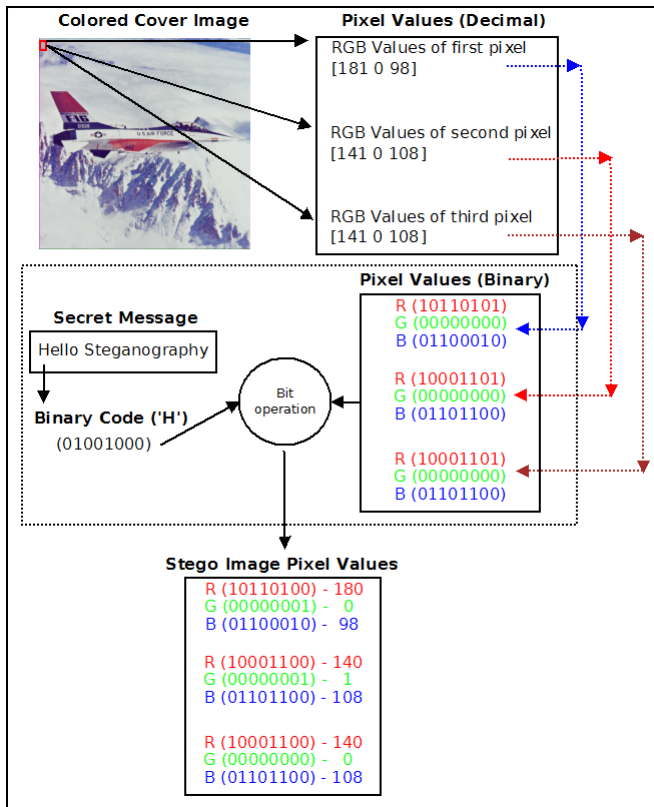 Colored Cover Image
Pixel Values (Decimal)
RGB Values of first pixel
[181 0 98]
RGB Values of second pixel
[141 0 108]
RGB Values of third pixel
[141 0 108]
F-16
U.S. AIR FORCE
Pixel Values (Binary)
R (10110101)
G (00000000)
B (01100010)
R (10001101)
G (00000000)
B (01101100)
R (10001101)
G (00000000)
B (01101100)
Secret Message
Hello Steganography
Binary Code ('H')
(01001000)
Bit
operation
Stego Image Pixel Values
R (10110100) - 180
G (00000001) - 0
B (01100010) - 98
R (10001100) - 140
G (00000001) - 1
B (01101100) - 108
R (10001100) - 140
G (00000000) - 0
B (01101100) - 108